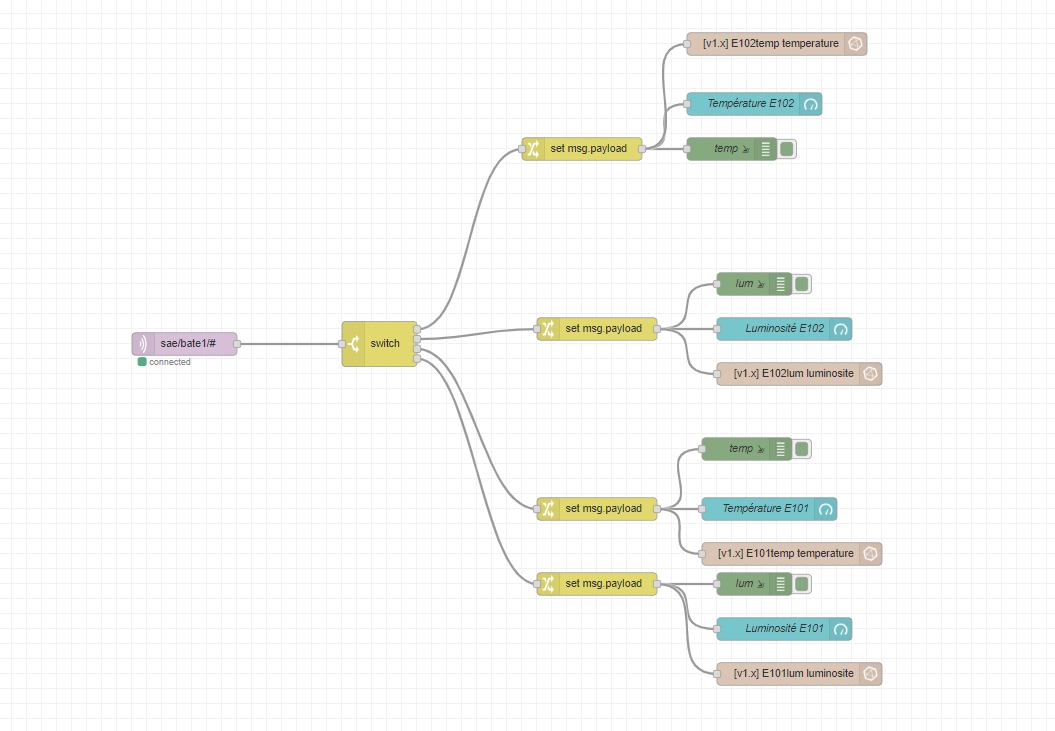 [v1.x] E102temp temperature
Température E102
set msg.payload
temp
lum
sae/bate1/#
connected
switch
set msg.payload
Luminosité E102
[v1.x] E102lum luminosite
temp
set msg.payload
Température E101
[v1.x] E101temp temperature
set msg.payload
lum
Luminosité E101
[v1.x] E101lum luminosite